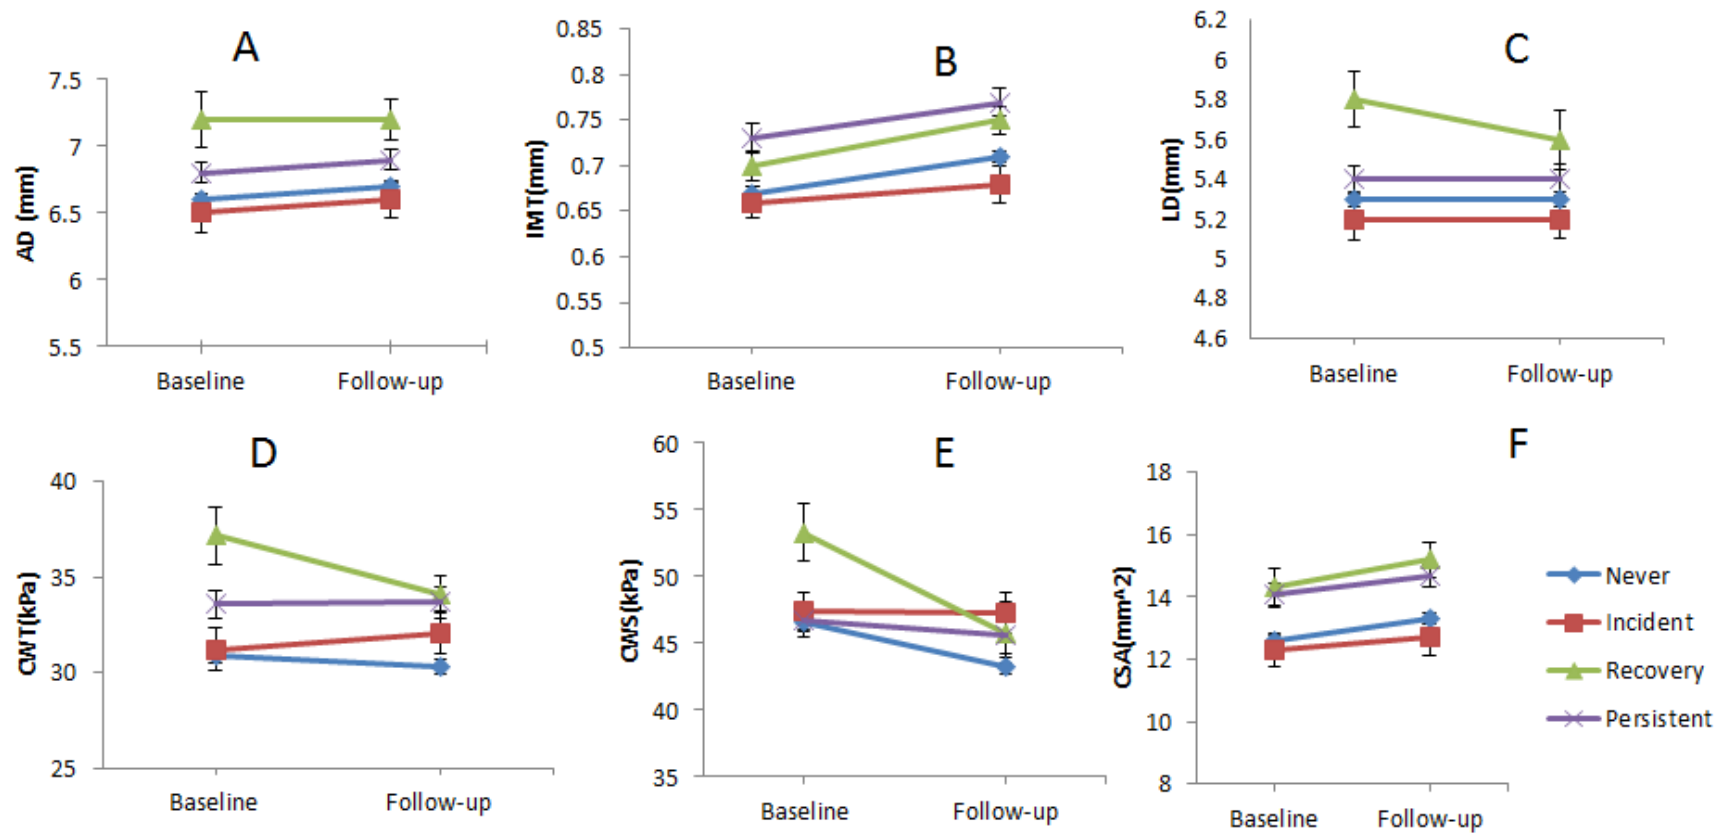 A
AD (mm)
7.5
7
6.5
6
5.5
Baseline Follow-up
B
IMT(mm)
0.85
0.8
0.75
0.7
0.65
0.6
0.55
0.5
Baseline Follow-up
C
LD(mm)
6.2
6
5.8
5.6
5.4
5.2
5
4.8
4.6
Baseline Follow-up
D
CWT(kPa)
40
35
30
25
Baseline Follow-up
E
CWS(kPa)
60
55
50
45
40
35
Baseline Follow-up
F
CSA(mm^2)
18
16
14
12
10
8
Baseline Follow-up
Never
Incident
Recovery
Persistent